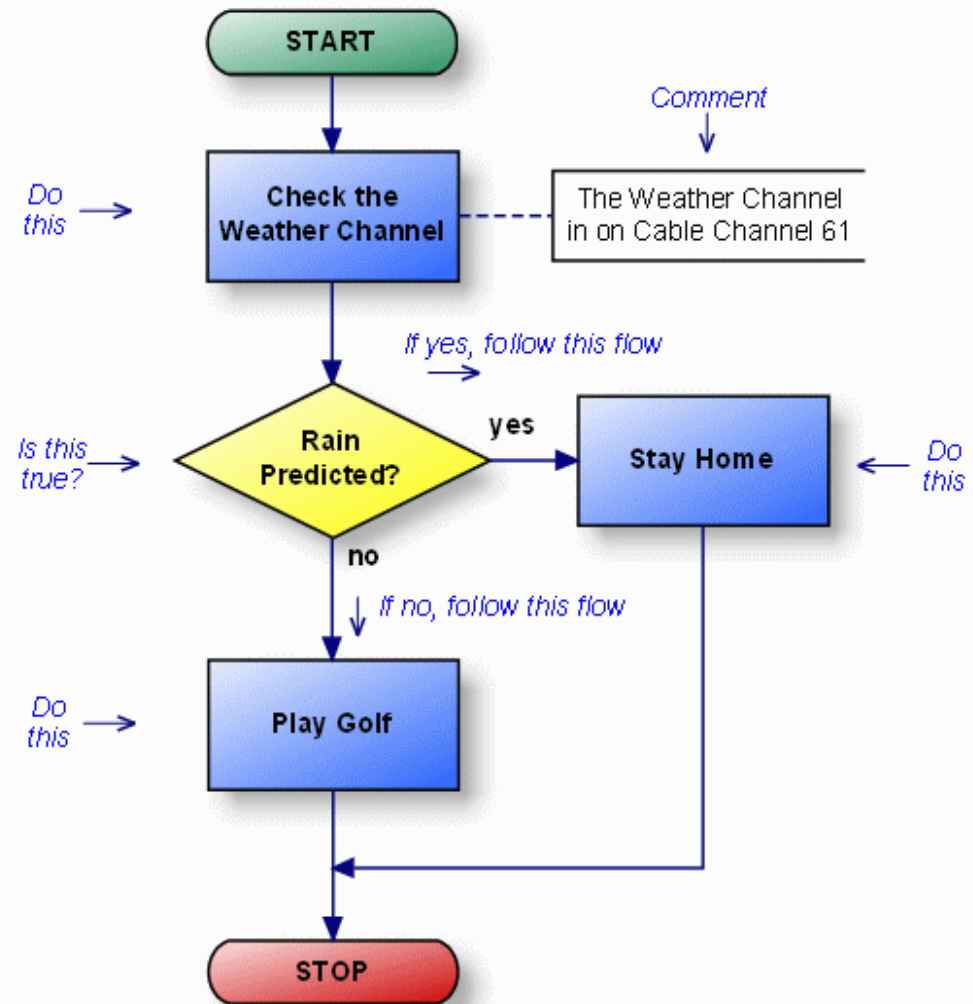 START
Comment
Do
this
Check the
Weather Channel
The Weather Channel
in on Cable Channel 61
If yes, follow this flow
Is this
true?
Rain
Predicted?
yes
Stay Home
Do
this
no
If no, follow this flow
Do
this
Play Golf
STOP